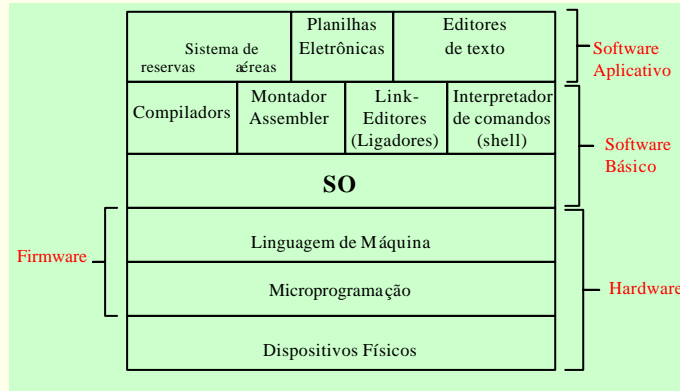 Sistema de
reservas aéreas
Planilhas
Eletrônicas
Editores
de texto
Software
Aplicativo
Compiladors
Montador
Assembler
Link-
Editores
(Ligadores)
Interpretador
de comandos
(shell)
Software
Básico
SO
Firmware
Linguagem de Máquina
Microprogramação
Hardware
Dispositivos Físicos